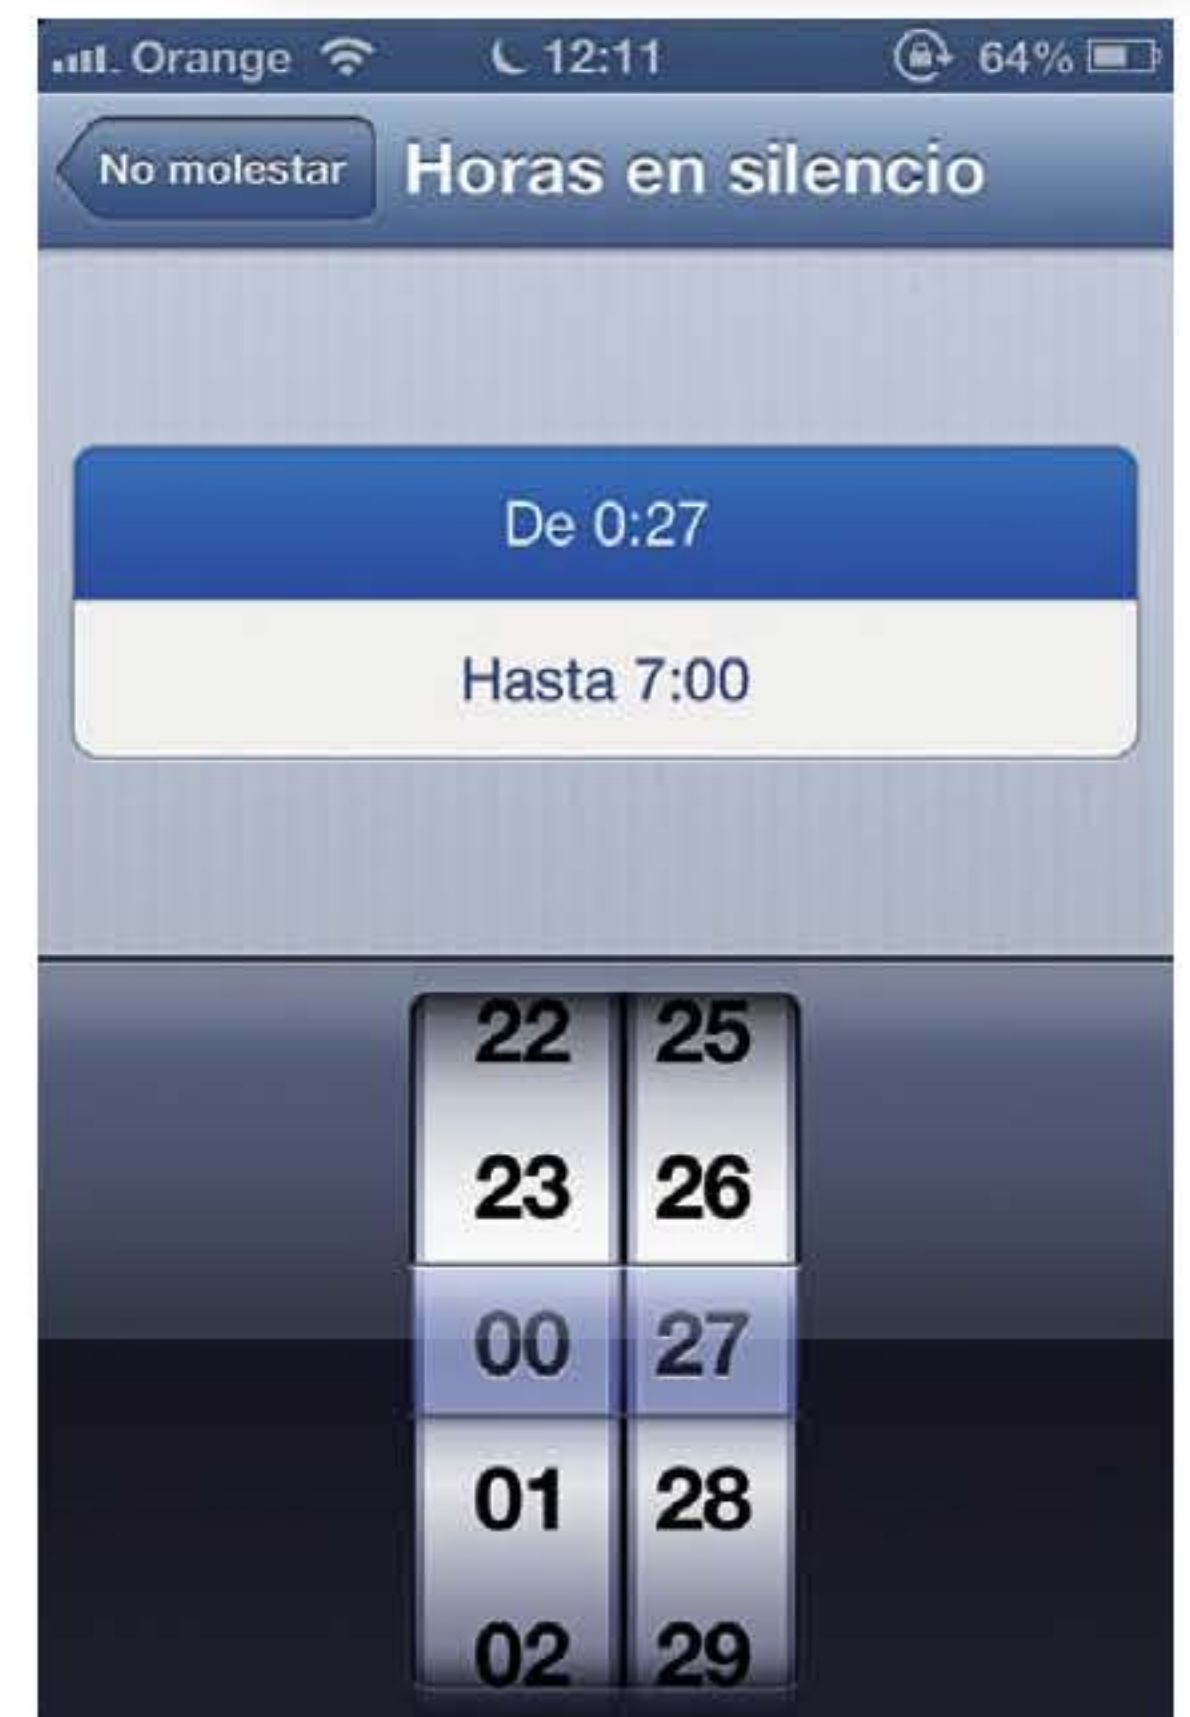 Orange 12:11 64%
No molestar Horas en silencio
De 0:27
Hasta 7:00
22 25
23 26
00 27
01 28
02 29